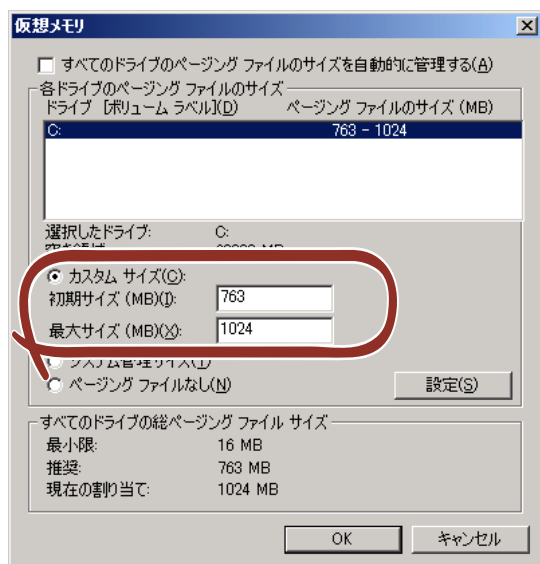 仮想メモリ
すべてのドライブのページング ファイルのサイズを自動的に管理する(A)
各ドライブのページング ファイルのサイズ
ドライブ [ボリューム ラベル](D) ページング ファイルのサイズ (MB)
C: 763 - 1024
選択したドライブ: C:
カスタム サイズ(C):
初期サイズ (MB)(I): 763
最大サイズ (MB)(X): 1024
ページング ファイルなし(N) 設定(S)
すべてのドライブの総ページング ファイル サイズ
最小限: 16 MB
推奨: 763 MB
現在の割り当て: 1024 MB
OK キャンセル